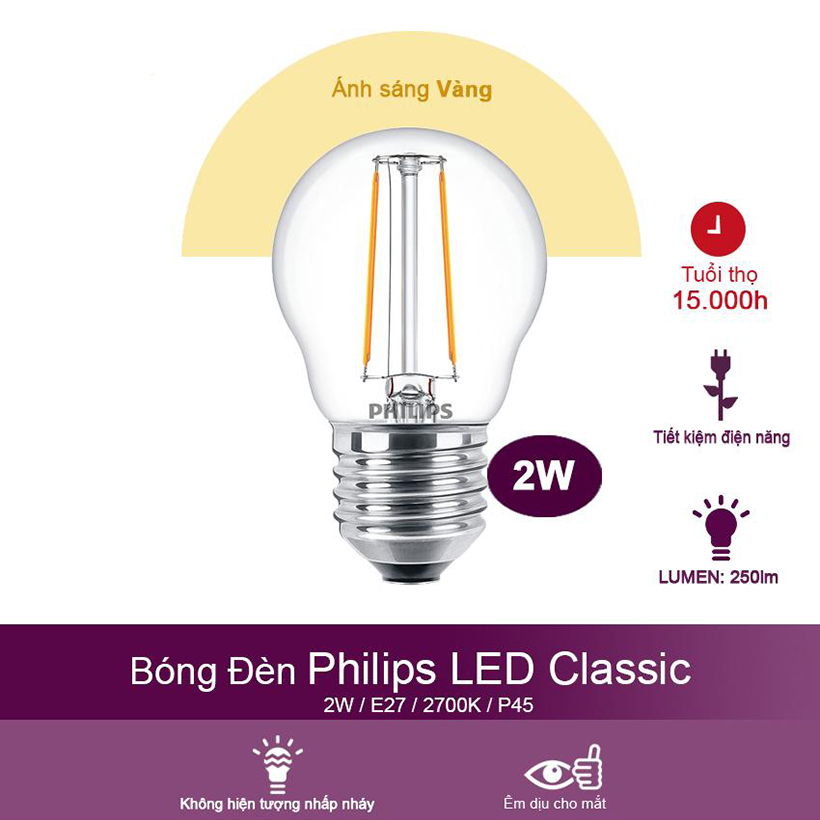 Ánh sáng Vàng
Tuổi thọ
15.000h
Tiết kiệm điện năng
PHILIPS
2W
LUMEN: 250lm
Bóng Đèn Philips LED Classic
2W / E27 / 2700K / P45
Không hiện tượng nhấp nháy
Êm dịu cho mắt